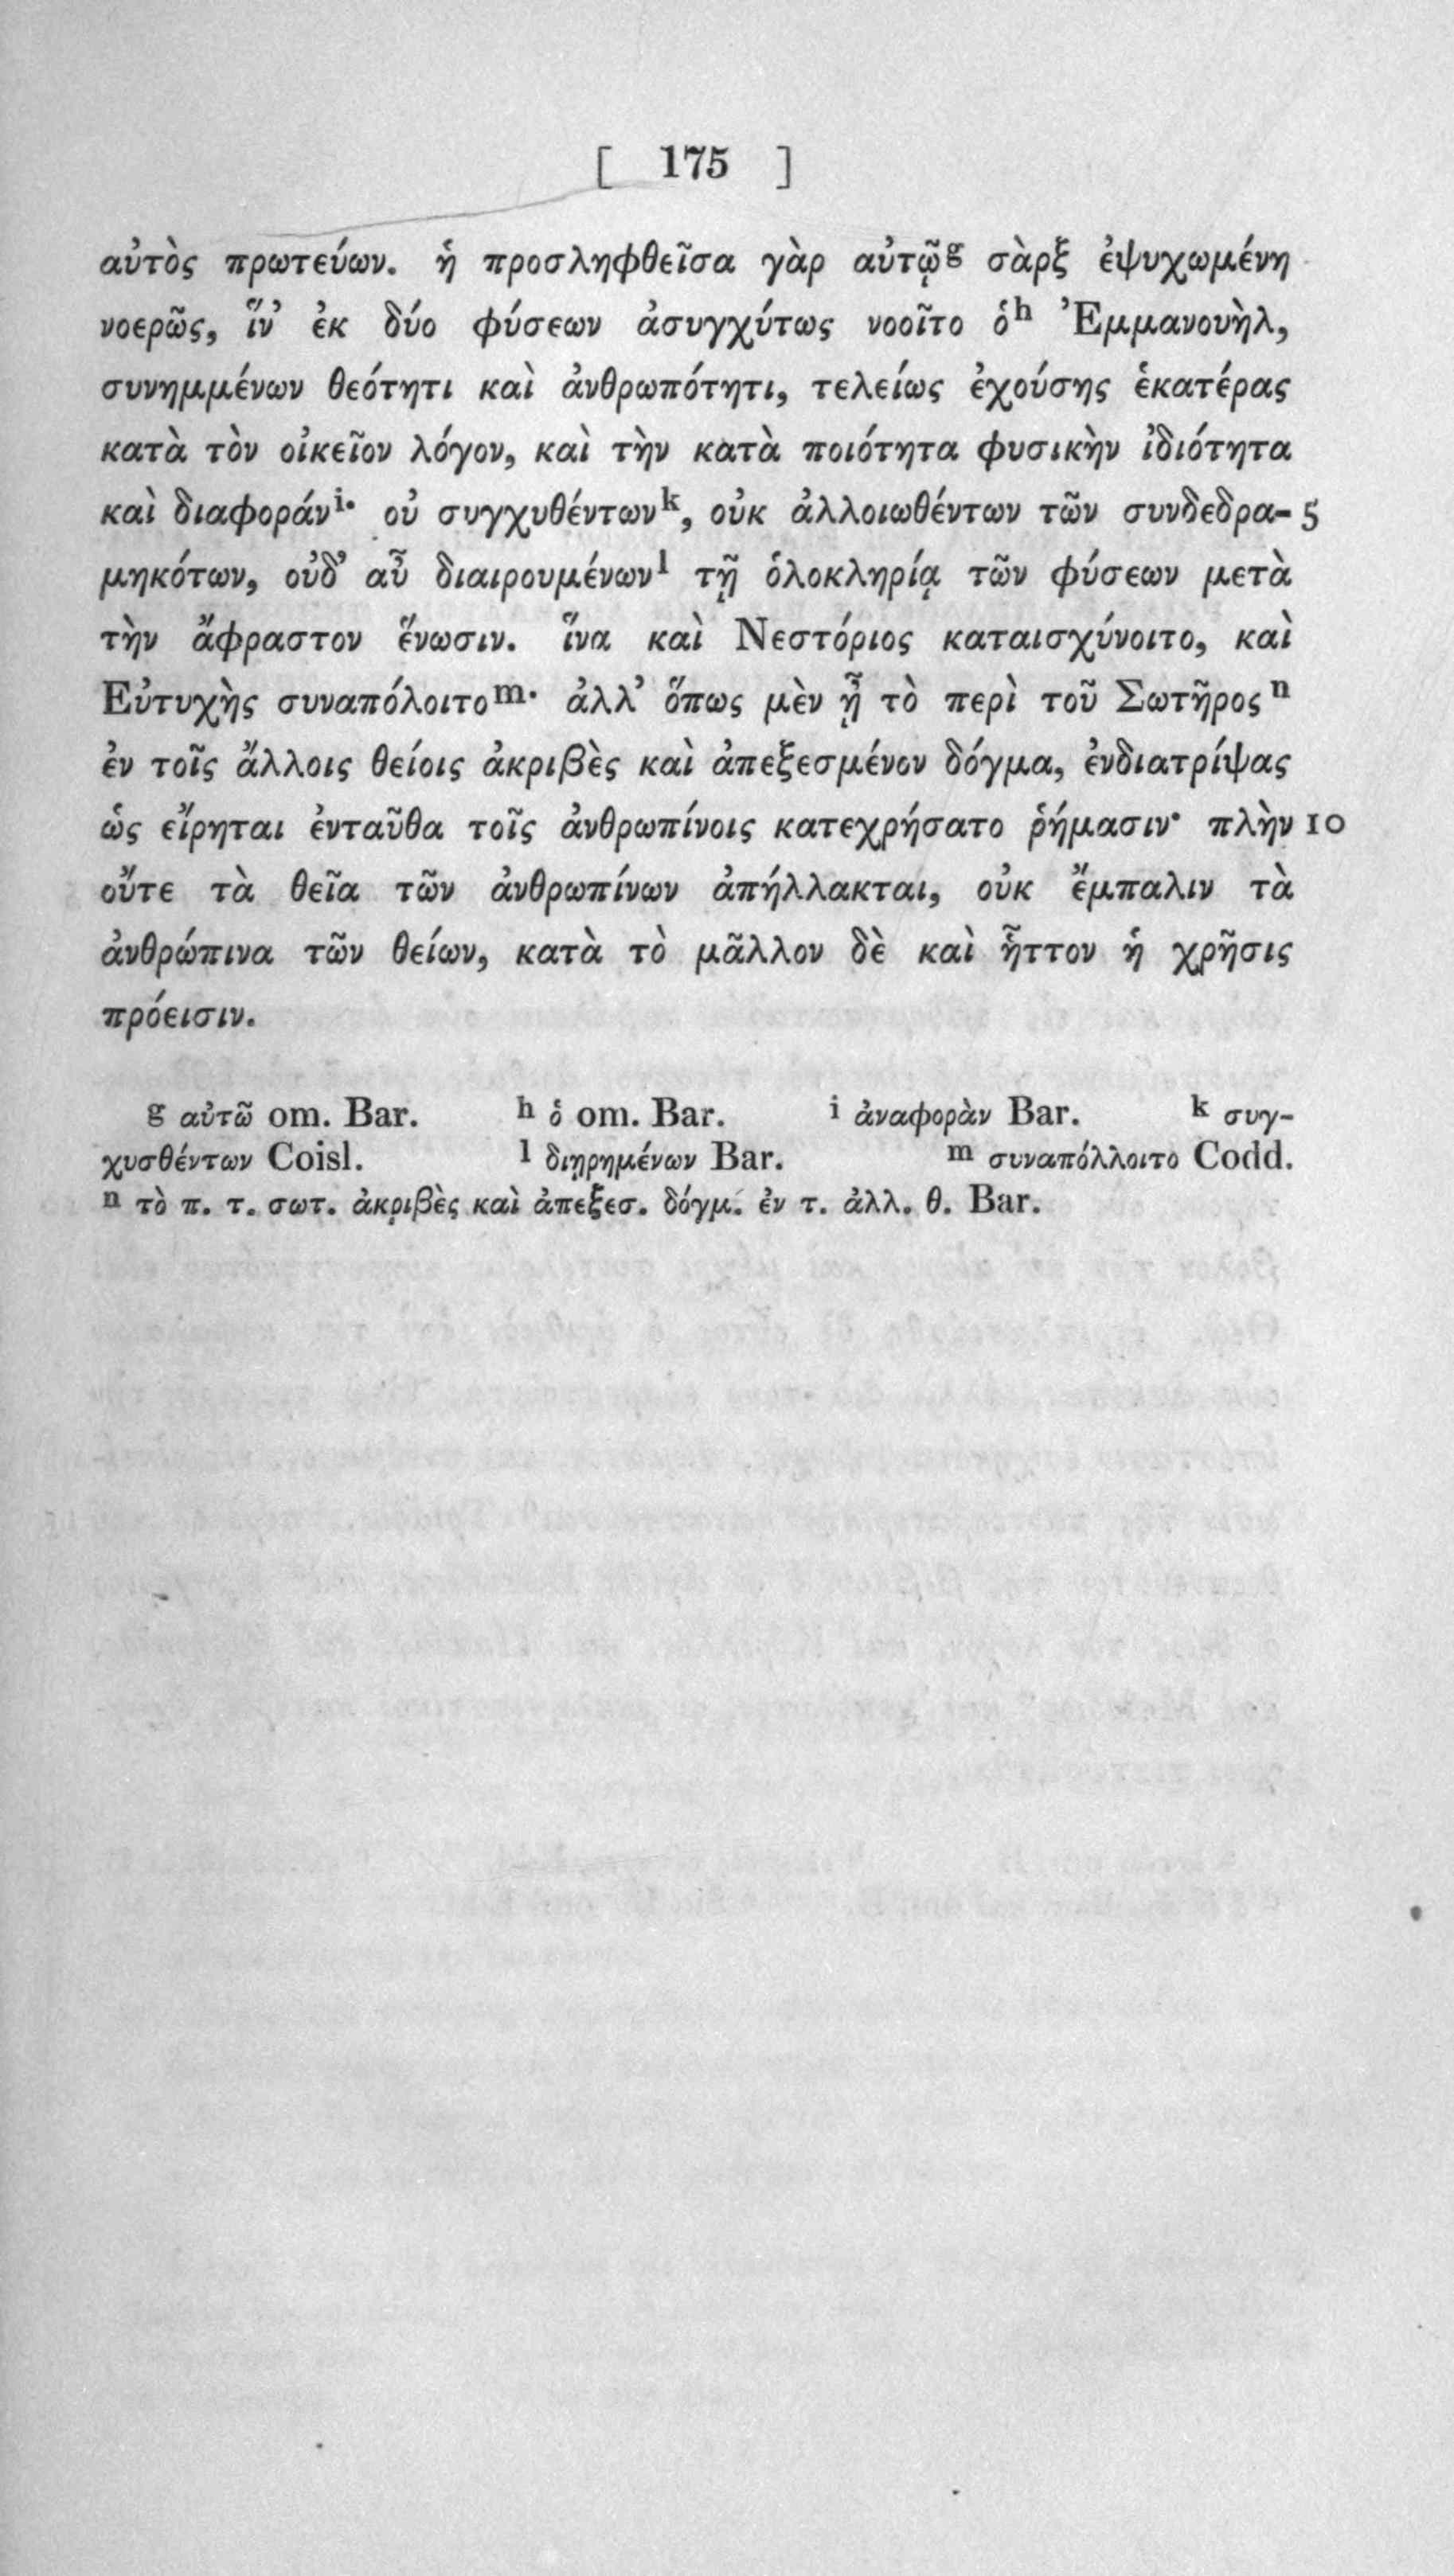 [ 175 ]
αὐτὸς πρωτεύων. ἡ προσληφθεῖσα γὰρ αὐτῷ g σὰρξ ἐψυχωμένη
νοερῶς, ἵν’ ἐκ δύο φύσεων ἀσυγχύτως νοοῖτο ὁ h Ἐμμανουὴλ,
συνημμένων θεότητι καὶ ἀνθρωπότητι, τελείως ἐχούσης ἑκατέρας
κατὰ τὸν οἰκεῖον λόγον, καὶ τὴν κατὰ ποιότητα φυσικὴν ἰδιότητα
καὶ διαφοράν i· οὐ συγχυθέντων k, οὐκ ἀλλοιωθέντων τῶν συνδεδρα- 5
μηκότων, οὐδ’ αὖ διαιρουμένων l τῇ ὁλοκληρίᾳ τῶν φύσεων μετὰ
τὴν ἄφραστον ἕνωσιν. ἵνα καὶ Νεστόριος καταισχύνοιτο, καὶ
Εὐτυχὴς συναπόλοιτο m· ἀλλ’ ὅπως μὲν ᾖ τὸ περὶ τοῦ Σωτῆρος n
ἐν τοῖς ἄλλοις θείοις ἀκριβὲς καὶ ἀπεξεσμένον δόγμα, ἐνδιατρίψας
ὡς εἴρηται ἐνταῦθα τοῖς ἀνθρωπίνοις κατεχρήσατο ῥήμασιν· πλὴν 10
οὔτε τὰ θεῖα τῶν ἀνθρωπίνων ἀπήλλακται, οὐκ ἔμπαλιν τὰ
ἀνθρώπινα τῶν θείων, κατὰ τὸ μᾶλλον δὲ καὶ ἧττον ἡ χρῆσις
πρόεισιν.
g αὐτῶ om. Bar. h ὁ om. Bar. i ἀναφορὰν Bar. k συγ-
χυσθέντων Coisl. l διῃρημένων Bar. m συναπόλλοιτο Codd.
n τὸ π. τ. σωτ. ἀκριβὲς καὶ ἀπεξεσ. δόγμ. ἐν τ. ἀλλ. θ. Bar.